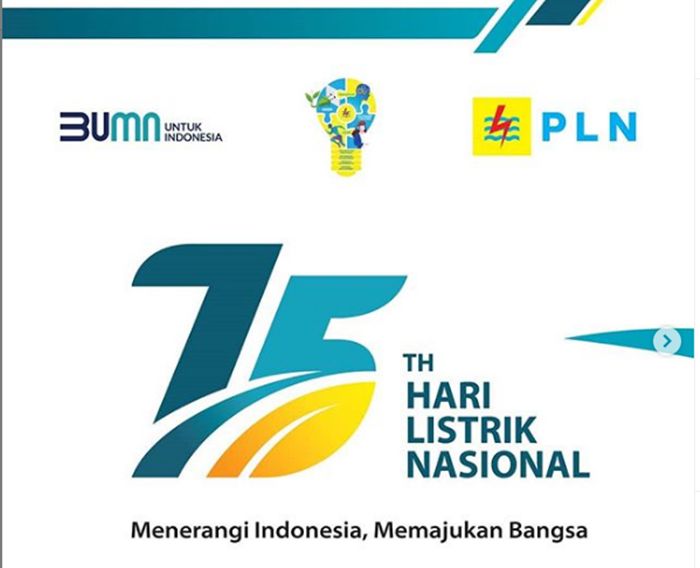 BUMN UNTUK
INDONESIA
PLN
75
TH
HARI
LISTRIK
NASIONAL
Menerangi Indonesia, Memajukan Bangsa